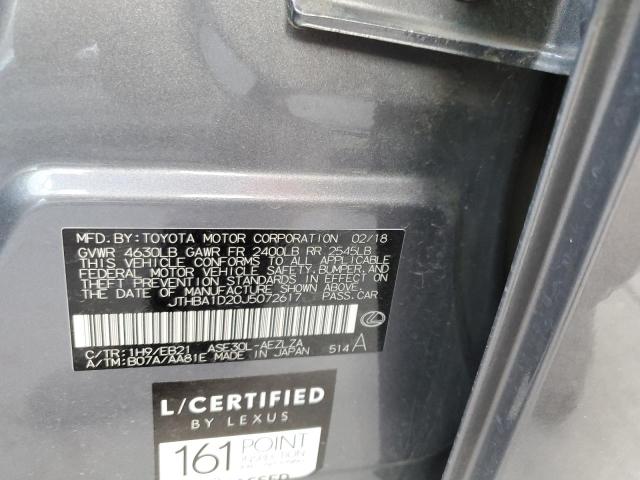 MFD.BY:TOYOTA MOTOR CORPORATION 02/18
GVWR 4630LB GAWR FR 2400LB RR 2545LB
THIS VEHICLE CONFORMS TO ALL APPLICABLE
FEDERAL MOTOR VEHICLE SAFETY, BUMPER, AND
THEFT PREVENTION STANDARDS IN EFFECT ON
THE DATE OF MANUFACTURE SHOWN ABOVE.
JTHBA1D20J5072617 PASS.CAR
C/TR:1H9/EB21 ASE30L-AEZLZA
A/TM:B07A/AA81E MADE IN JAPAN 514 A
L/CERTIFIED
BY LEXUS
161 POINT
INSPECTION